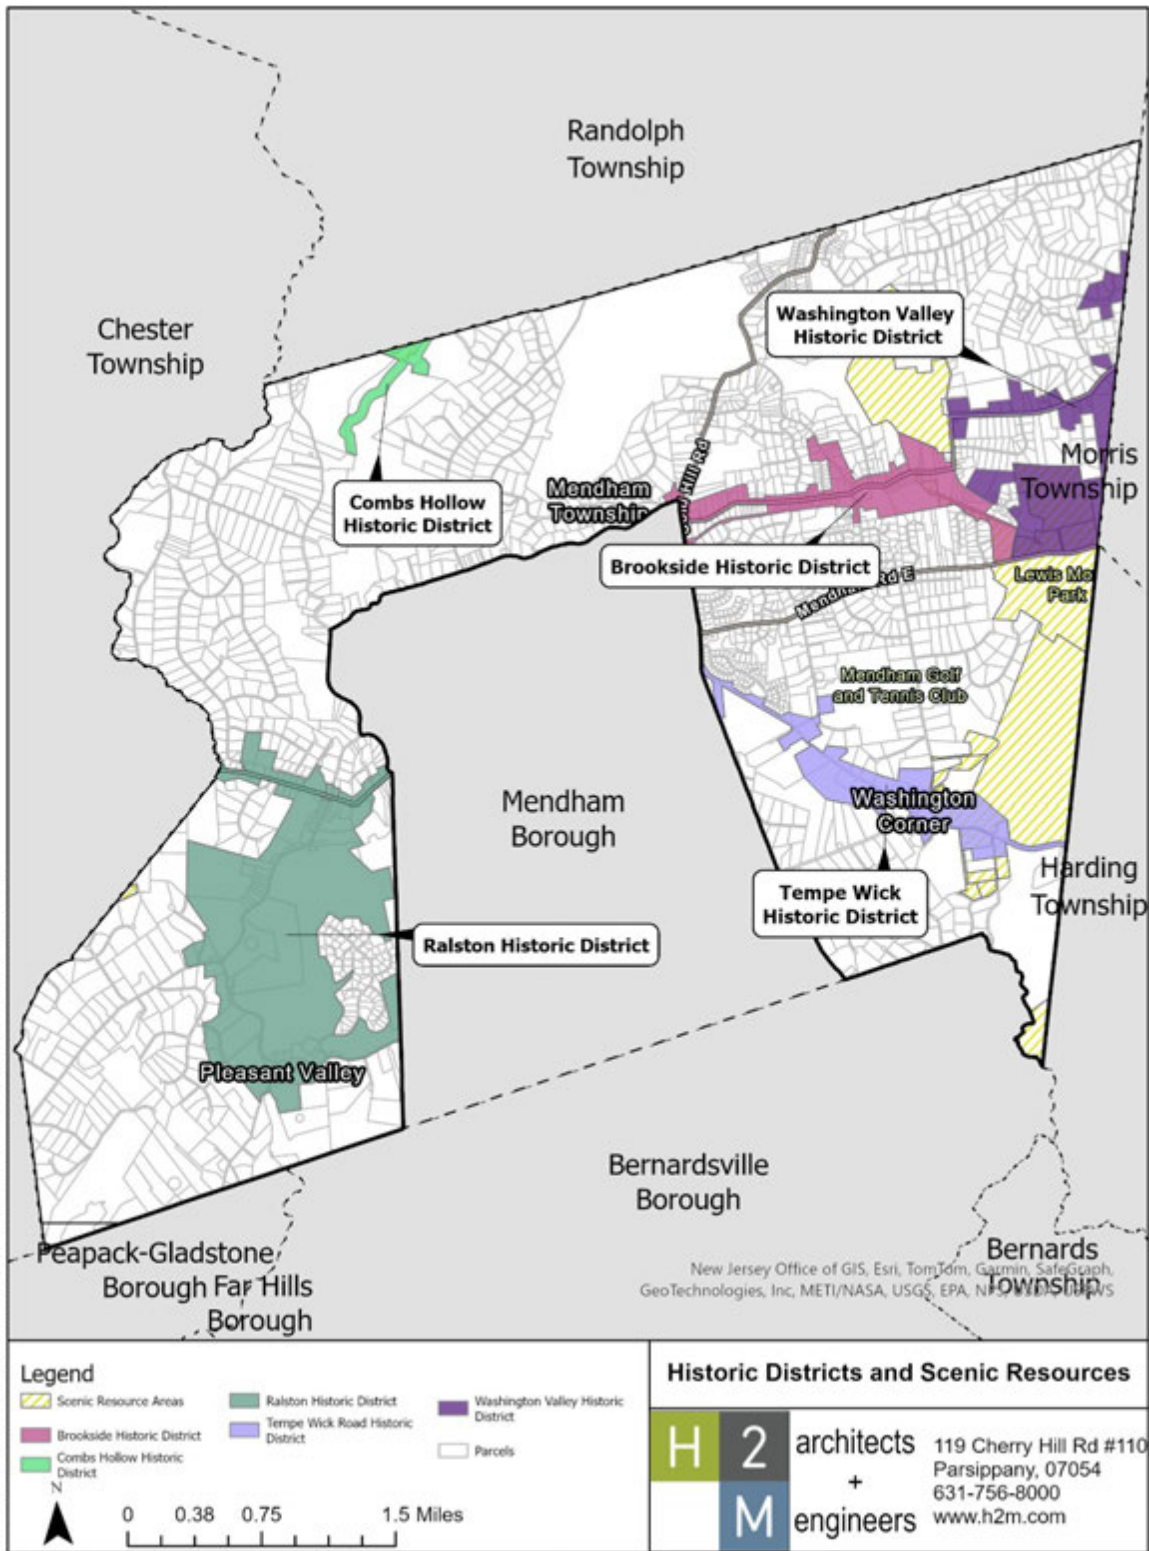 Randolph
Township
Chester
Township
Washington Valley
Historic District
Morris
Township
Combs Hollow
Historic District
Mendham
Township
Hill Rd
Brookside Historic District
Mendham Rd E
Lewis Mo
Park
Mendham Golf
and Tennis Club
Mendham
Borough
Washington
Corner
Harding
Township
Tempe Wick
Historic District
Ralston Historic District
Pleasant Valley
Bernardsville
Borough
Peapack-Gladstone
Borough
Far Hills
Borough
Bernards
Township
New Jersey Office of GIS, Esri, TomTom, Garmin, SafeGraph,
GeoTechnologies, Inc, METI/NASA, USGS, EPA, NPS, USDA, USFWS
Legend
Scenic Resource Areas
Brookside Historic District
Combs Hollow Historic
District
Ralston Historic District
Tempe Wick Road Historic
District
Washington Valley Historic
District
Parcels
N
0 0.38 0.75 1.5 Miles
Historic Districts and Scenic Resources
H2M
architects
+
engineers
119 Cherry Hill Rd #110
Parsippany, 07054
631-756-8000
www.h2m.com